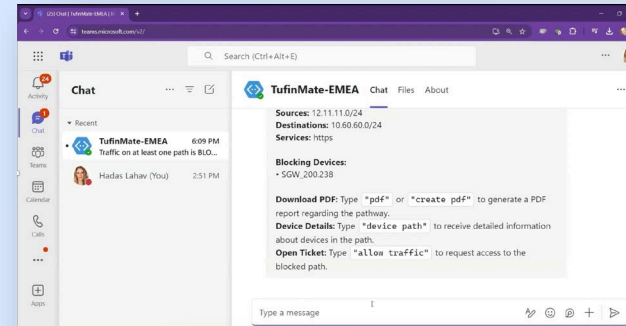 (25) Chat | TufinMate-EMEA | M
teams.microsoft.com/v2/
Search (Ctrl+Alt+E)
24
Activity
1
Chat
Teams
Calendar
Calls
Apps
Chat
Recent
TufinMate-EMEA 6:09 PM
Traffic on at least one path is BLO...
Hadas Lahav (You) 2:51 PM
TufinMate-EMEA Chat Files About
Sources: 12.11.11.0/24
Destinations: 10.60.60.0/24
Services: https
Blocking Devices:
• SGW_200.238
Download PDF: Type "pdf" or "create pdf" to generate a PDF
report regarding the pathway.
Device Details: Type "device path" to receive detailed information
about devices in the path.
Open Ticket: Type "allow traffic" to request access to the
blocked path.
Type a message